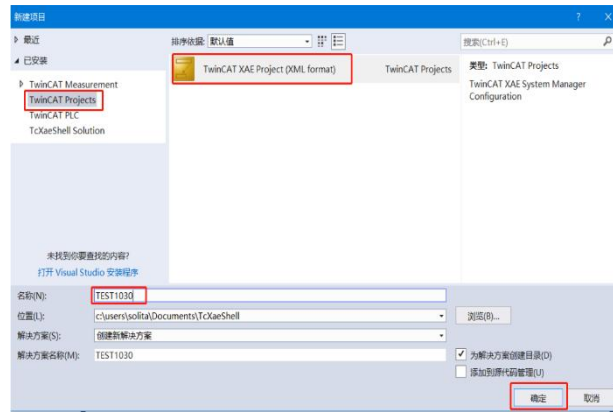 新建项目
? ×
最近
排序依据: 默认值
搜索(Ctrl+E)
已安装
TwinCAT Measurement
TwinCAT Projects
TwinCAT PLC
TcXaeShell Solution
TwinCAT XAE Project (XML format)
TwinCAT Projects
类型: TwinCAT Projects
TwinCAT XAE System Manager
Configuration
未找到你要查找的内容?
打开 Visual Studio 安装程序
名称(N):
TEST1030
位置(L):
c:\users\solita\Documents\TcXaeShell
浏览(B)...
解决方案(S):
创建新解决方案
解决方案名称(M):
TEST1030
为解决方案创建目录(D)
添加到源代码管理(U)
确定
取消